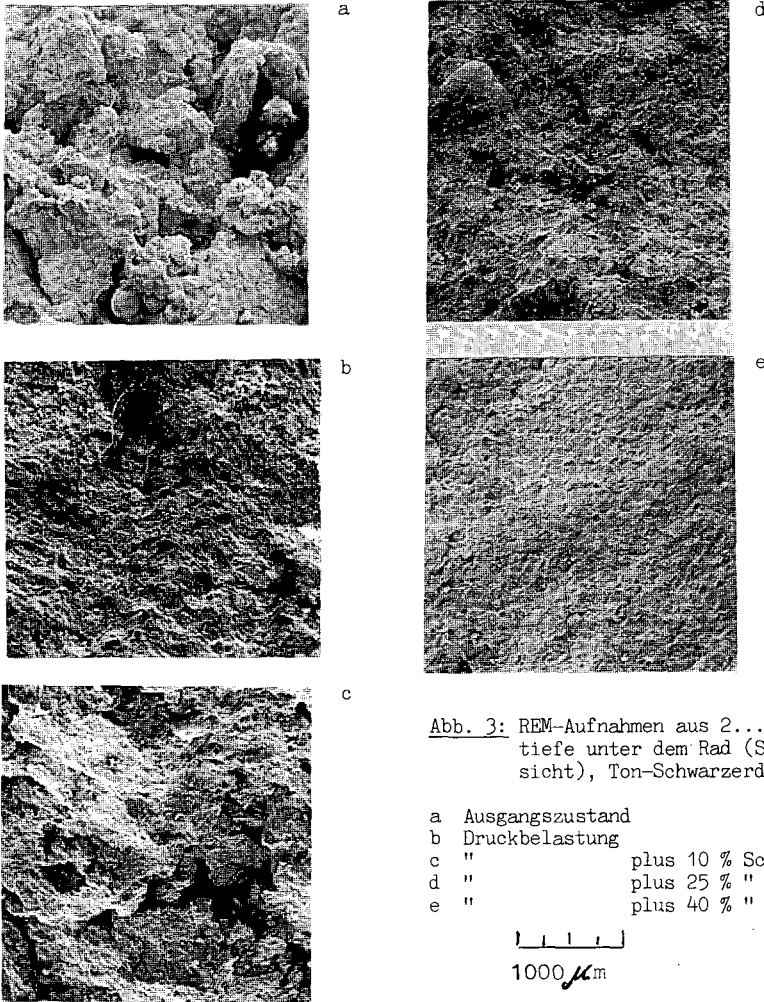 a
d
b
e
c
Abb. 3: REM-Aufnahmen aus 2...
tiefe unter dem Rad (S
sicht), Ton-Schwarzerd
a Ausgangszustand
b Druckbelastung
c " plus 10 % Sc
d " plus 25 % "
e " plus 40 % "
1000 µm